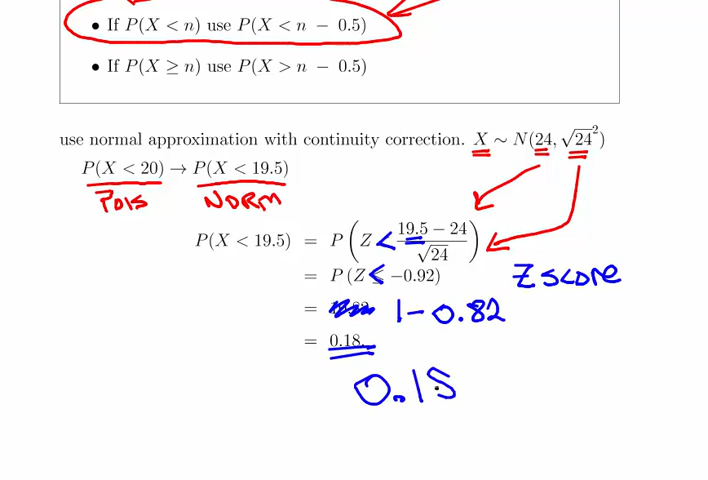 • If P(X < n) use P(X < n − 0.5)
• If P(X ≥ n) use P(X > n − 0.5)
use normal approximation with continuity correction. X ∼ N(24, √24²)
P(X < 20) → P(X < 19.5)
POIS NORM
P(X < 19.5) = P(Z < 19.5 − 24 / √24)
= P(Z < −0.92) Z SCORE
= 1 - 0.82
= 0.18.
0.18